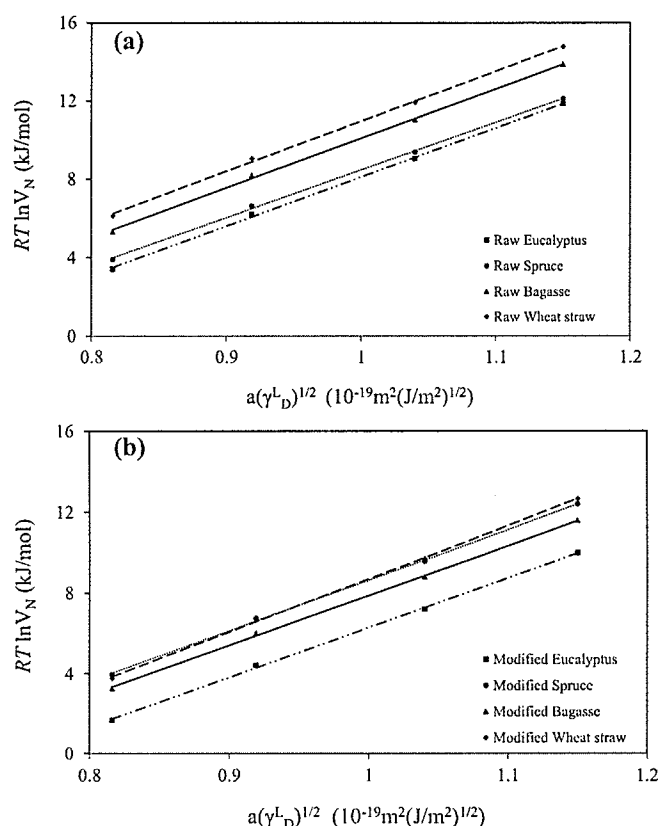 (a)
16
12
8
4
0
RT lnV_N (kJ/mol)
Raw Eucalyptus
Raw Spruce
Raw Bagasse
Raw Wheat straw
0.8 0.9 1 1.1 1.2
a(γ^L_D)^1/2 (10^-19m^2(J/m^2)^1/2)
(b)
16
12
8
4
0
RT lnV_N (kJ/mol)
Modified Eucalyptus
Modified Spruce
Modified Bagasse
Modified Wheat straw
0.8 0.9 1 1.1 1.2
a(γ^L_D)^1/2 (10^-19m^2(J/m^2)^1/2)